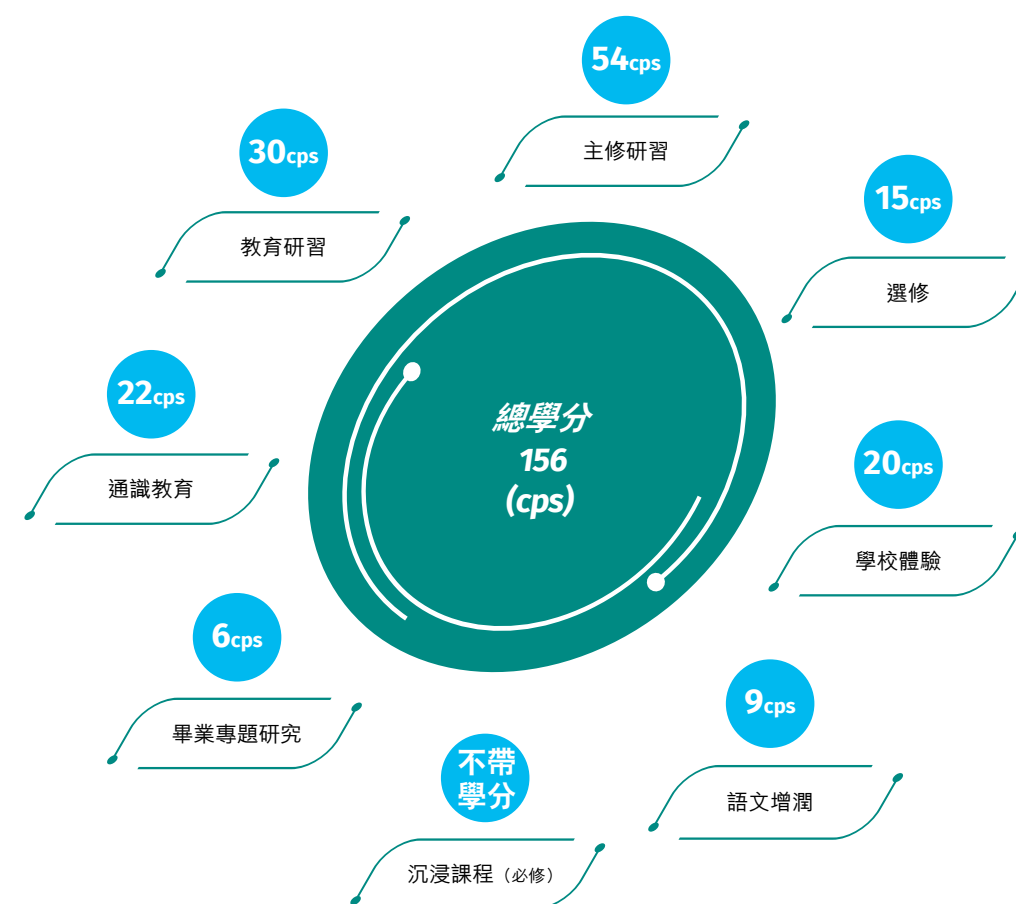 54cps
主修研習
30cps
教育研習
15cps
選修
22cps
通識教育
總學分
156
(cps)
20cps
學校體驗
6cps
畢業專題研究
9cps
語文增潤
不帶
學分
沉浸課程（必修）